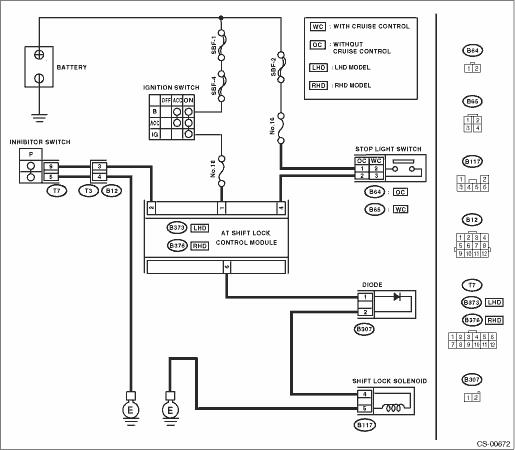 BATTERY
SBF-1
SBF-4
SBF-2
No.16
No.18
WC : WITH CRUISE CONTROL
OC : WITHOUT
CRUISE CONTROL
LHD : LHD MODEL
RHD : RHD MODEL
IGNITION SWITCH
OFF ACC ON
B
ACC
IG
INHIBITOR SWITCH
P
9 3
5 4
T7 T3 B12
STOP LIGHT SWITCH
OC WC
1 2
2 3
B64 : OC
B65 : WC
2 1 4
B373 LHD
B376 RHD
AT SHIFT LOCK
CONTROL MODULE
6
DIODE
1
2
B307
SHIFT LOCK SOLENOID
4
5
B117
E E
B64
1 2
B65
1 2
3 4
B117
1 2
3 4 5 6
B12
1 2 3 4
5 6 7 8
9 10 11 12
T7
B373 LHD
B376 RHD
1 2 3 4 5 6
7 8 9 10 11 12
B307
1 2
CS-00672